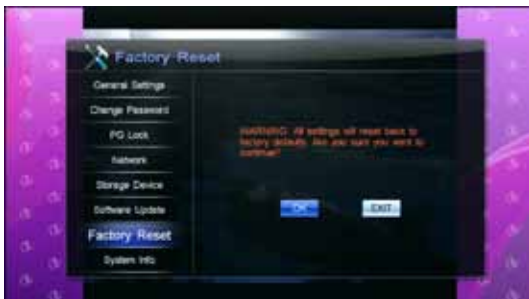 Factory Reset
General Settings
Change Password
PG Lock
Network
Storage Device
Software Update
Factory Reset
System Info
WARNING: All settings will reset back to
factory defaults. Are you sure you want to
continue?
OK
EXIT